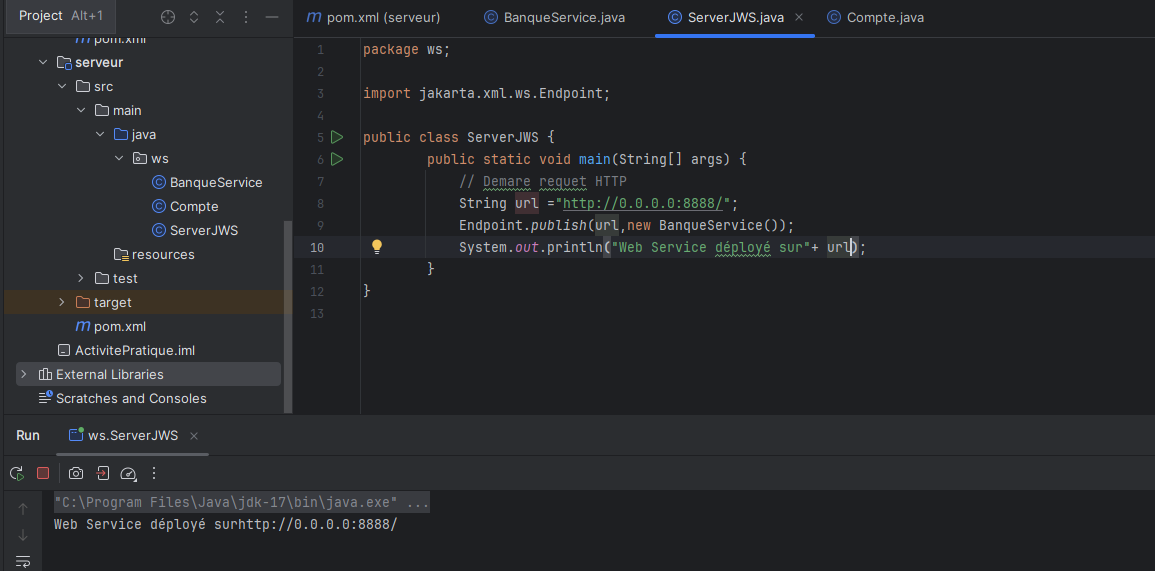 Project Alt+1
pom.xml (serveur)
BanqueService.java
ServerJWS.java
Compte.java
pom.xml
serveur
src
main
java
ws
BanqueService
Compte
ServerJWS
resources
test
target
pom.xml
ActivitePratique.iml
External Libraries
Scratches and Consoles
1 package ws;
2
3 import jakarta.xml.ws.Endpoint;
4
5 public class ServerJWS {
6 public static void main(String[] args) {
7 // Demare requet HTTP
8 String url ="http://0.0.0.0:8888/";
9 Endpoint.publish(url,new BanqueService());
10 System.out.println("Web Service déployé sur"+ url);
11 }
12 }
13
Run ws.ServerJWS
"C:\Program Files\Java\jdk-17\bin\java.exe" ...
Web Service déployé surhttp://0.0.0.0:8888/